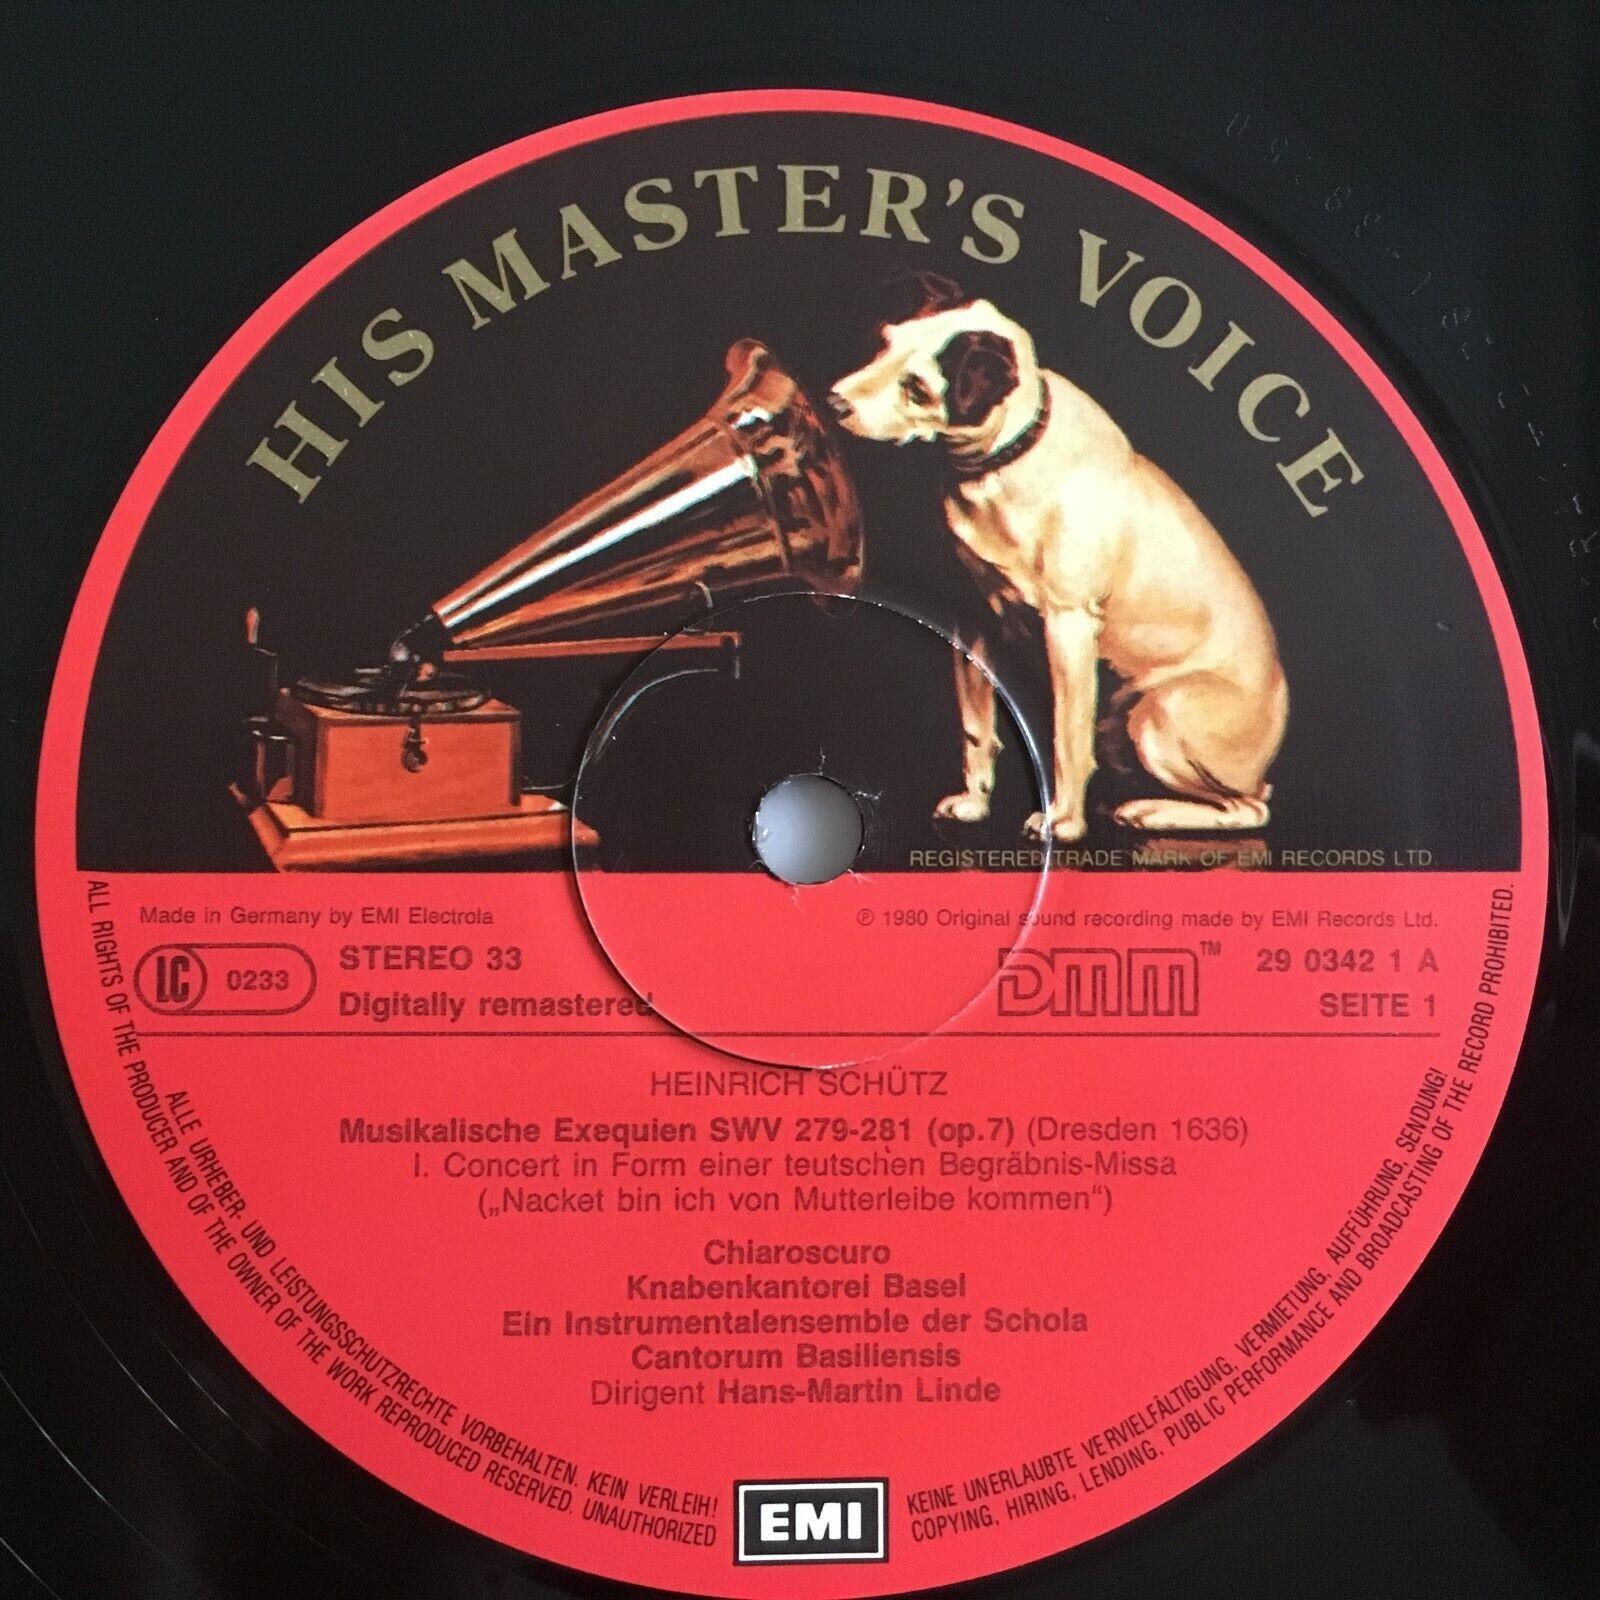 HIS MASTER'S VOICE
REGISTERED TRADE MARK OF EMI RECORDS LTD.
Made in Germany by EMI Electrola
℗ 1980 Original sound recording made by EMI Records Ltd.
LC 0233
STEREO 33
Digitally remastered
DMM™
29 0342 1 A
SEITE 1
HEINRICH SCHÜTZ
Musikalische Exequien SWV 279-281 (op.7) (Dresden 1636)
I. Concert in Form einer teutschen Begräbnis-Missa
(„Nacket bin ich von Mutterleibe kommen“)
Chiaroscuro
Knabenkantorei Basel
Ein Instrumentalensemble der Schola
Cantorum Basiliensis
Dirigent Hans-Martin Linde
EMI
ALLE URHEBER- UND LEISTUNGSSCHUTZRECHTE VORBEHALTEN. KEIN VERLEIH!
KEINE UNERLAUBTE VERVIELFÄLTIGUNG, VERMIETUNG, AUFFÜHRUNG, SENDUNG!
ALL RIGHTS OF THE PRODUCER AND OF THE OWNER OF THE WORK REPRODUCED RESERVED. UNAUTHORIZED
COPYING, HIRING, LENDING, PUBLIC PERFORMANCE AND BROADCASTING OF THE RECORD PROHIBITED.